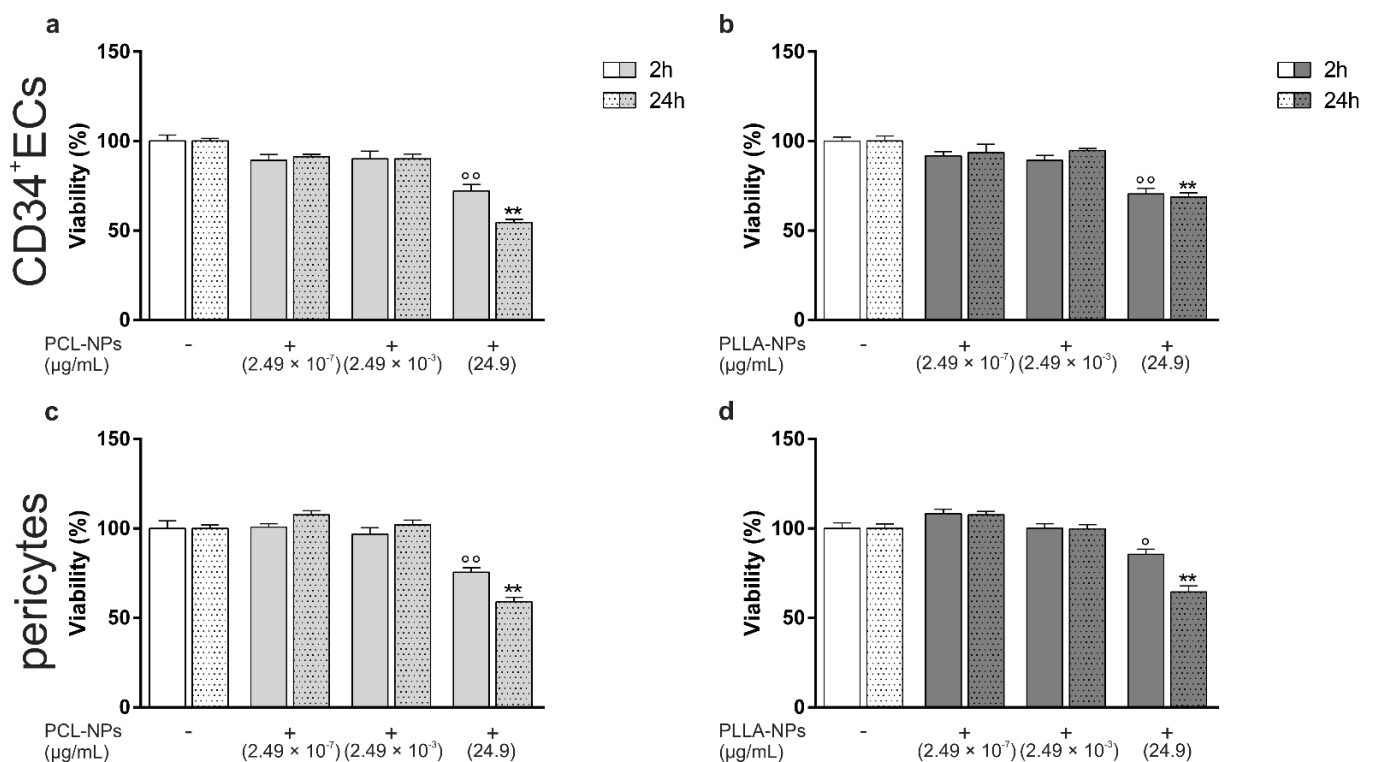 a
150
100
50
0
Viability (%)
CD34⁺ECs
2h
24h
°°
**
PCL-NPs
(µg/mL)
- + + +
(2.49 × 10⁻⁷) (2.49 × 10⁻³) (24.9)
b
150
100
50
0
Viability (%)
2h
24h
°°
**
PLLA-NPs
(µg/mL)
- + + +
(2.49 × 10⁻⁷) (2.49 × 10⁻³) (24.9)
c
150
100
50
0
Viability (%)
pericytes
°°
**
PCL-NPs
(µg/mL)
- + + +
(2.49 × 10⁻⁷) (2.49 × 10⁻³) (24.9)
d
150
100
50
0
Viability (%)
°
**
PLLA-NPs
(µg/mL)
- + + +
(2.49 × 10⁻⁷) (2.49 × 10⁻³) (24.9)